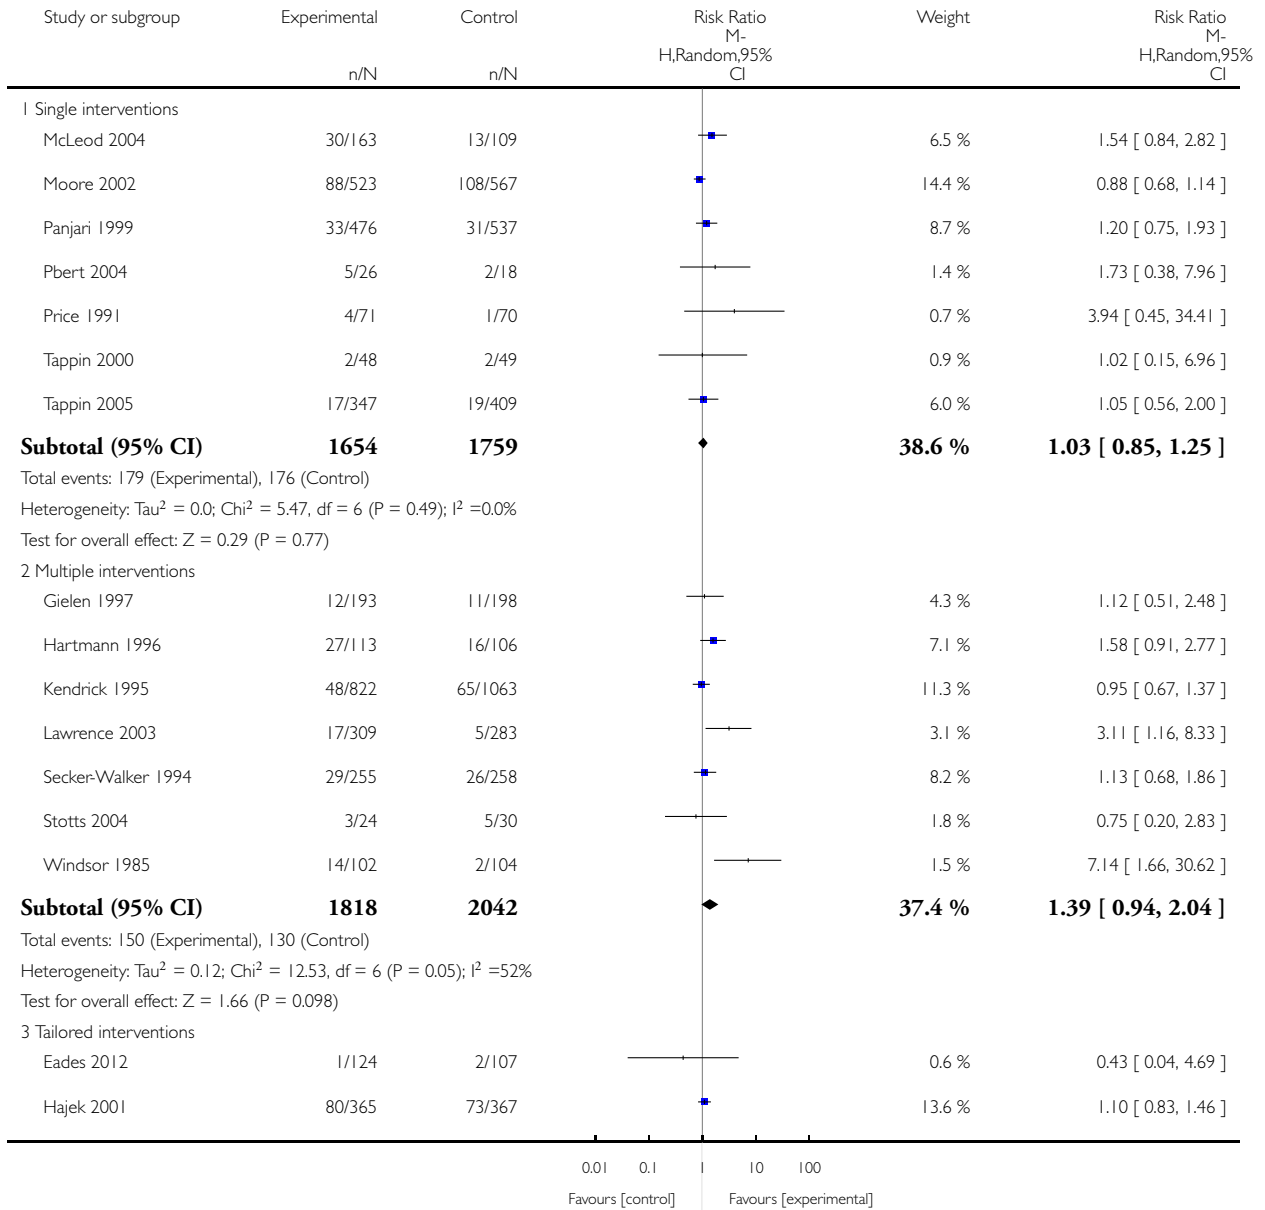 Study or subgroup Experimental Control Risk Ratio Weight Risk Ratio
M- M-
H,Random,95% H,Random,95%
n/N n/N CI CI
1 Single interventions
McLeod 2004 30/163 13/109 6.5 % 1.54 [ 0.84, 2.82 ]
Moore 2002 88/523 108/567 14.4 % 0.88 [ 0.68, 1.14 ]
Panjari 1999 33/476 31/537 8.7 % 1.20 [ 0.75, 1.93 ]
Pbert 2004 5/26 2/18 1.4 % 1.73 [ 0.38, 7.96 ]
Price 1991 4/71 1/70 0.7 % 3.94 [ 0.45, 34.41 ]
Tappin 2000 2/48 2/49 0.9 % 1.02 [ 0.15, 6.96 ]
Tappin 2005 17/347 19/409 6.0 % 1.05 [ 0.56, 2.00 ]
Subtotal (95% CI) 1654 1759 38.6 % 1.03 [ 0.85, 1.25 ]
Total events: 179 (Experimental), 176 (Control)
Heterogeneity: Tau² = 0.0; Chi² = 5.47, df = 6 (P = 0.49); I² =0.0%
Test for overall effect: Z = 0.29 (P = 0.77)
2 Multiple interventions
Gielen 1997 12/193 11/198 4.3 % 1.12 [ 0.51, 2.48 ]
Hartmann 1996 27/113 16/106 7.1 % 1.58 [ 0.91, 2.77 ]
Kendrick 1995 48/822 65/1063 11.3 % 0.95 [ 0.67, 1.37 ]
Lawrence 2003 17/309 5/283 3.1 % 3.11 [ 1.16, 8.33 ]
Secker-Walker 1994 29/255 26/258 8.2 % 1.13 [ 0.68, 1.86 ]
Stotts 2004 3/24 5/30 1.8 % 0.75 [ 0.20, 2.83 ]
Windsor 1985 14/102 2/104 1.5 % 7.14 [ 1.66, 30.62 ]
Subtotal (95% CI) 1818 2042 37.4 % 1.39 [ 0.94, 2.04 ]
Total events: 150 (Experimental), 130 (Control)
Heterogeneity: Tau² = 0.12; Chi² = 12.53, df = 6 (P = 0.05); I² =52%
Test for overall effect: Z = 1.66 (P = 0.098)
3 Tailored interventions
Eades 2012 1/124 2/107 0.6 % 0.43 [ 0.04, 4.69 ]
Hajek 2001 80/365 73/367 13.6 % 1.10 [ 0.83, 1.46 ]
0.01 0.1 1 10 100
Favours [control] Favours [experimental]